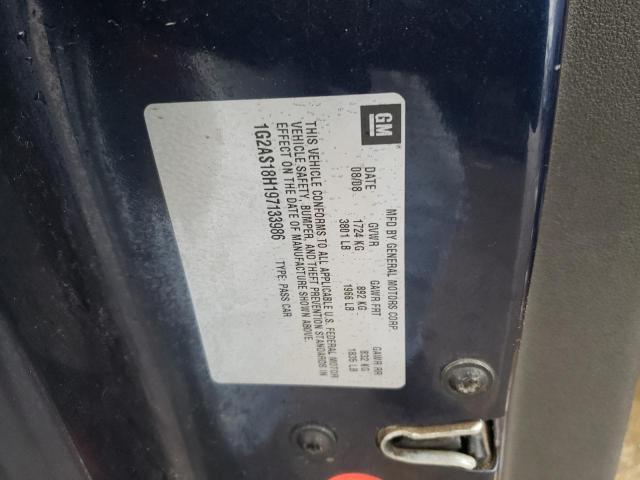 GM
MFD BY GENERAL MOTORS CORP
DATE GVWR GAWR FRT GAWR RR
08/08 1724 KG 892 KG 832 KG
3801 LB 1966 LB 1835 LB
THIS VEHICLE CONFORMS TO ALL APPLICABLE U.S. FEDERAL MOTOR
VEHICLE SAFETY, BUMPER, AND THEFT PREVENTION STANDARDS IN
EFFECT ON THE DATE OF MANUFACTURE SHOWN ABOVE.
1G2AS18H197133986 TYPE: PASS CAR